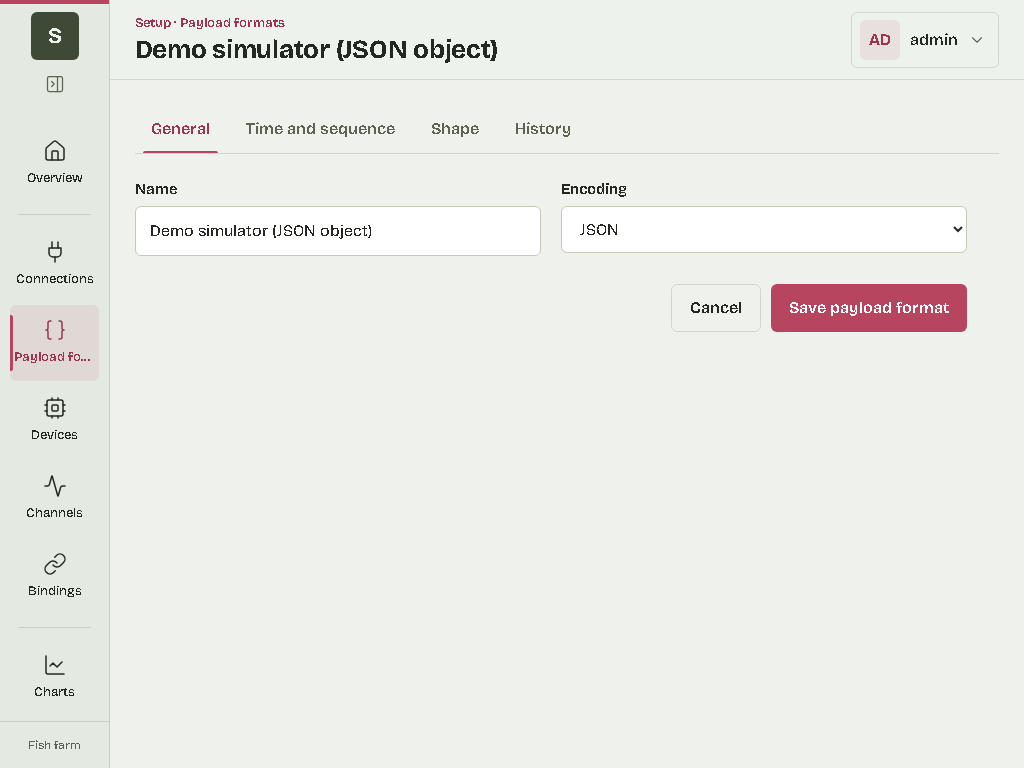 S
Overview
Connections
Payload fo...
Devices
Channels
Bindings
Charts
Fish farm
Setup · Payload formats
Demo simulator (JSON object)
AD admin
General Time and sequence Shape History
Name Encoding
Demo simulator (JSON object) JSON
Cancel Save payload format